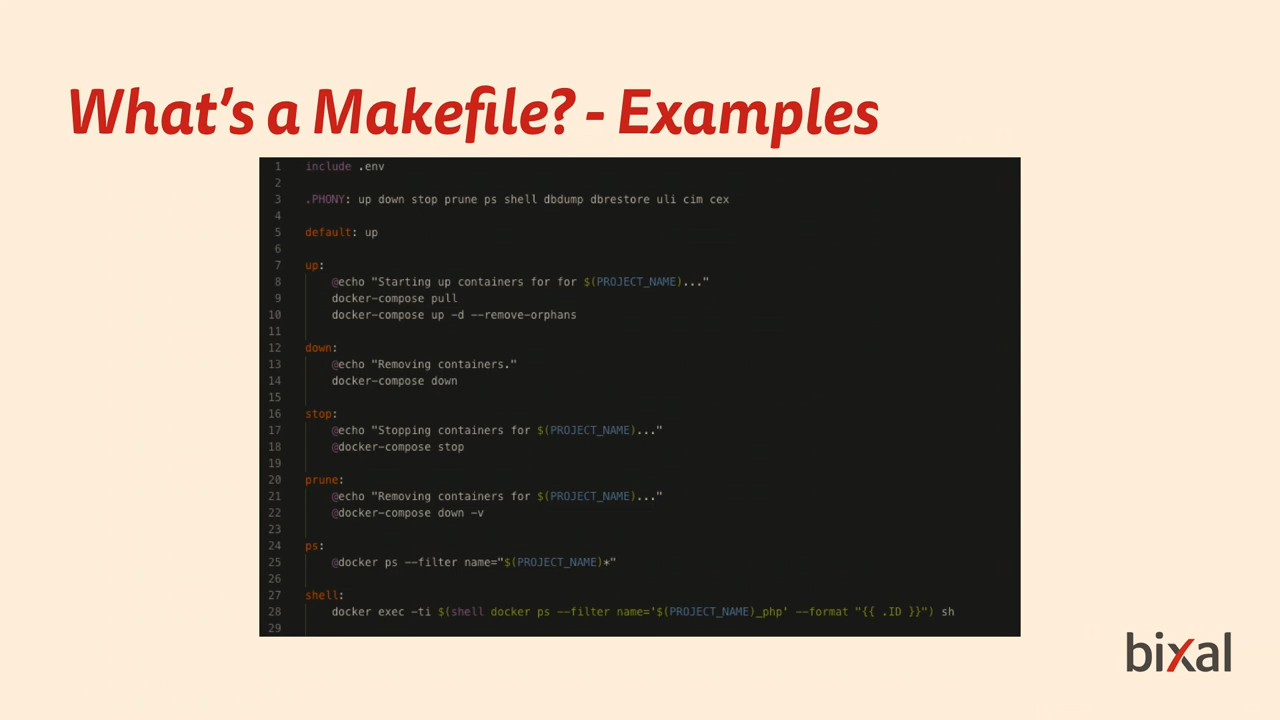 What's a Makefile? - Examples
1 include .env
2
3 .PHONY: up down stop prune ps shell dbdump dbrestore uli cim cex
4
5 default: up
6
7 up:
8 @echo "Starting up containers for for $(PROJECT_NAME)..."
9 docker-compose pull
10 docker-compose up -d --remove-orphans
11
12 down:
13 @echo "Removing containers."
14 docker-compose down
15
16 stop:
17 @echo "Stopping containers for $(PROJECT_NAME)..."
18 @docker-compose stop
19
20 prune:
21 @echo "Removing containers for $(PROJECT_NAME)..."
22 @docker-compose down -v
23
24 ps:
25 @docker ps --filter name="$(PROJECT_NAME)*"
26
27 shell:
28 docker exec -ti $(shell docker ps --filter name='$(PROJECT_NAME)_php' --format "{{ .ID }}") sh
29
bixal